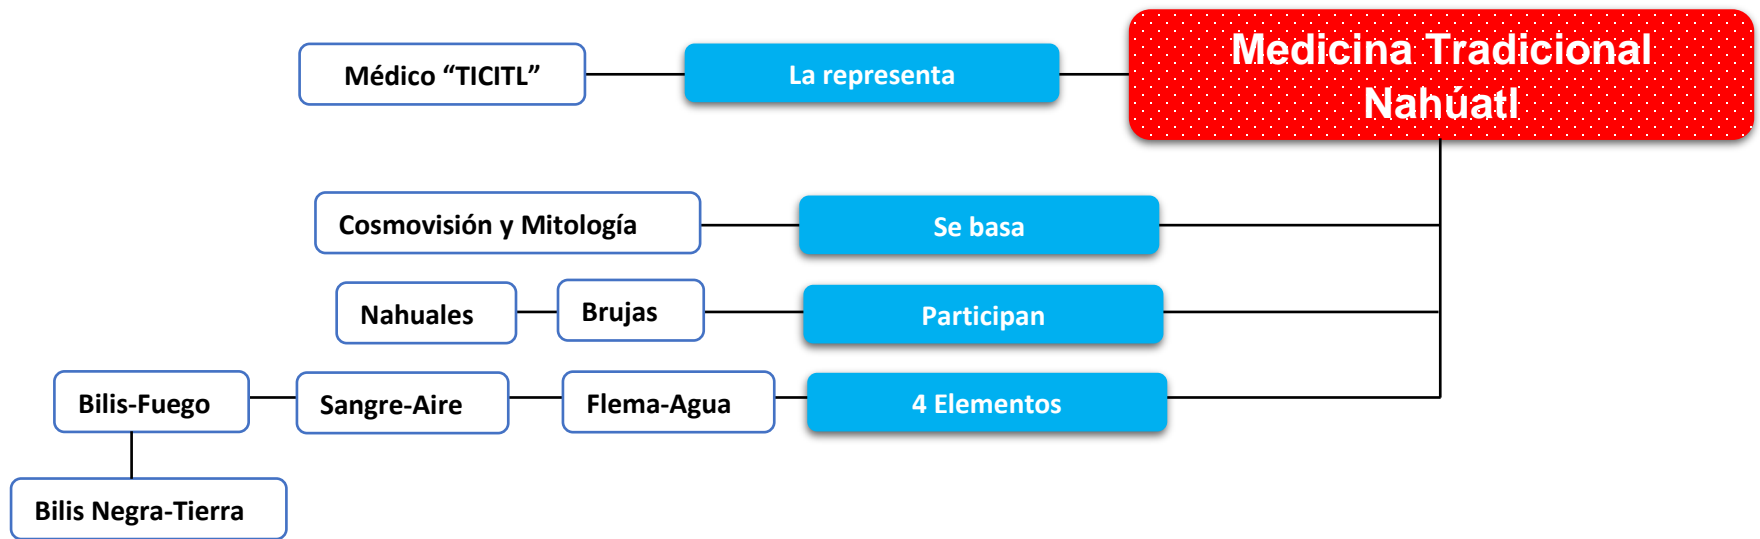 Medicina Tradicional
Nahúatl
Médico “TICITL”
La representa
Cosmovisión y Mitología
Se basa
Nahuales
Brujas
Participan
Bilis-Fuego
Sangre-Aire
Flema-Agua
4 Elementos
Bilis Negra-Tierra